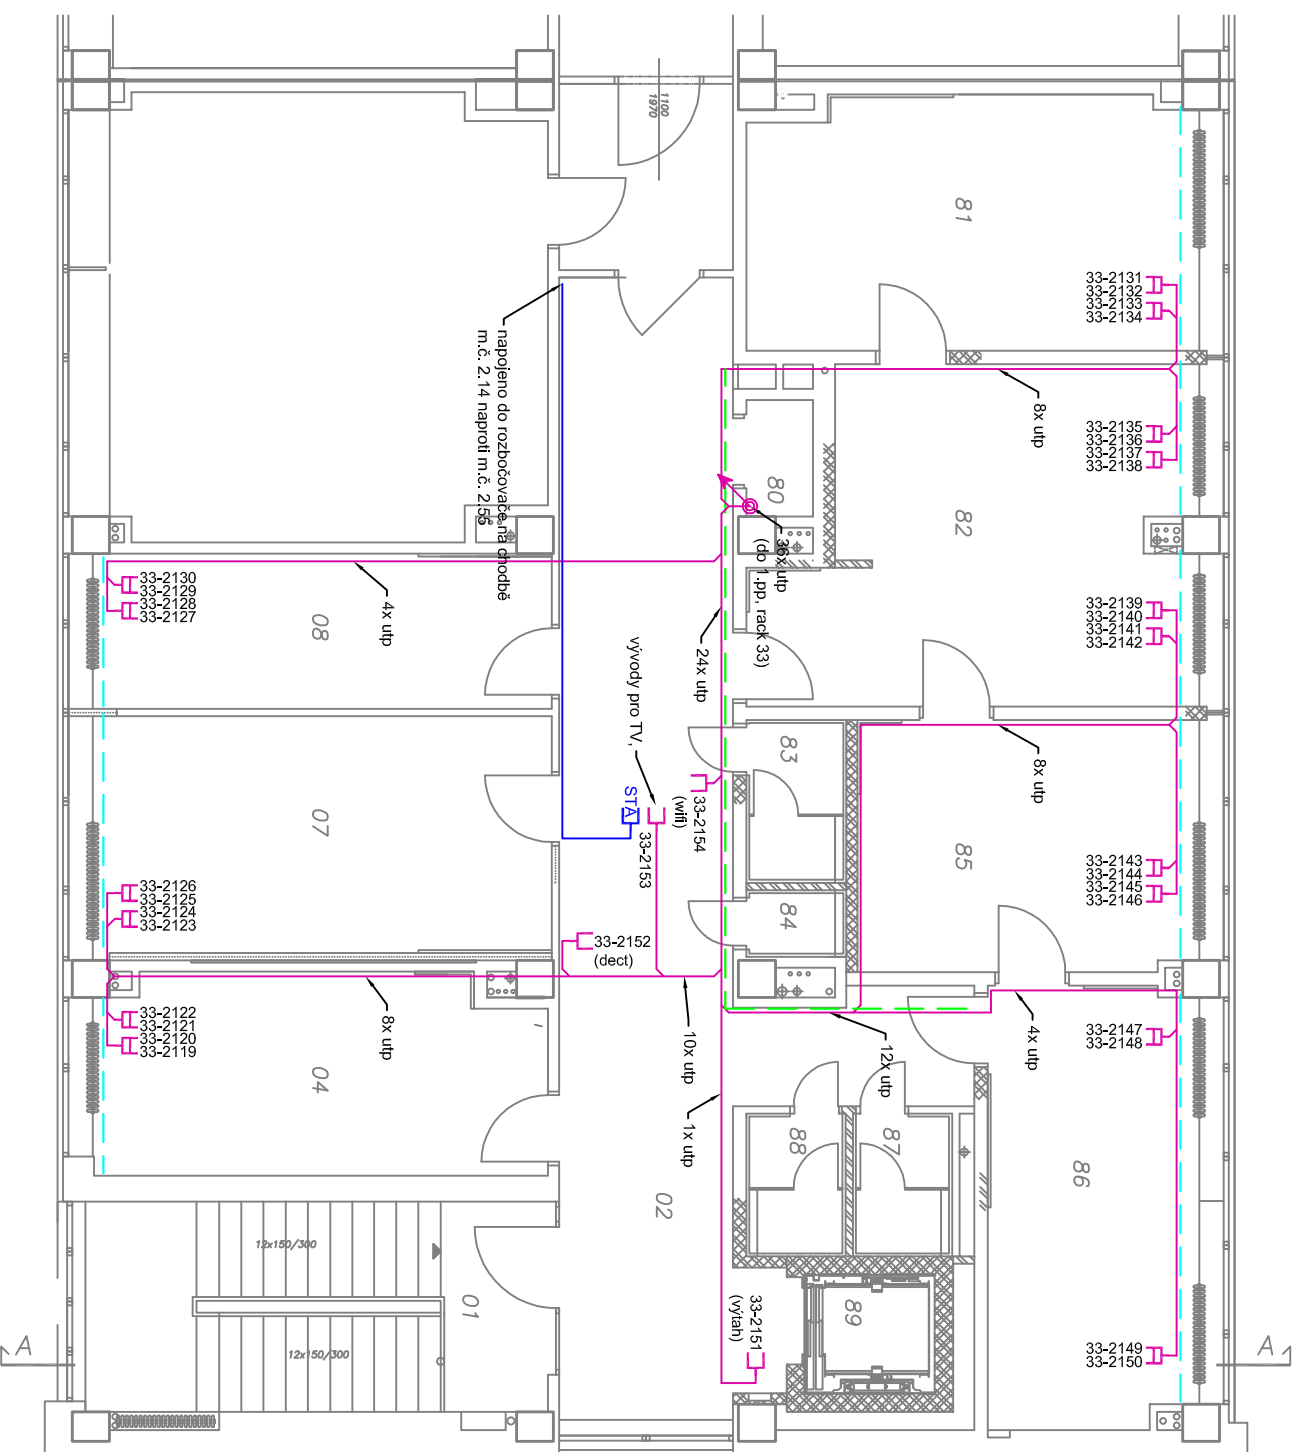 1100
1970
81
33-2131
33-2132
33-2133
33-2134
napojeno do rozbočovače na chodbě
m.č. 2.14 naproti m.č. 2.55
8x utp
33-2135
33-2136
33-2137
33-2138
80
82
36x utp
(do 1.pp, rack 33)
33-2130
33-2129
33-2128
33-2127
4x utp
08
24x utp
33-2139
33-2140
33-2141
33-2142
vývody pro TV,
83
8x utp
STA
33-2153
33-2154
(wifi)
07
85
33-2143
33-2144
33-2145
33-2146
33-2126
33-2125
33-2124
33-2123
84
33-2152
(dect)
33-2122
33-2121
33-2120
33-2119
8x utp
10x utp
12x utp
4x utp
33-2147
33-2148
04
1x utp
88
87
86
02
12x150/300
01
12x150/300
33-2151
(výtah)
89
33-2149
33-2150
A
A